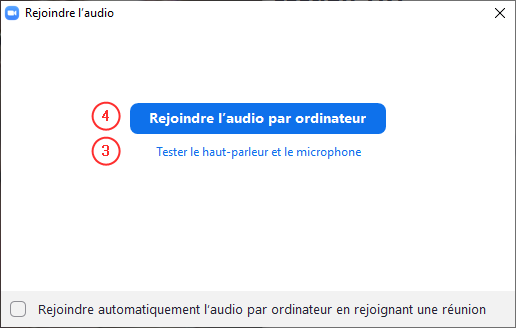 Rejoindre l'audio
4
Rejoindre l'audio par ordinateur
3
Tester le haut-parleur et le microphone
Rejoindre automatiquement l'audio par ordinateur en rejoignant une réunion